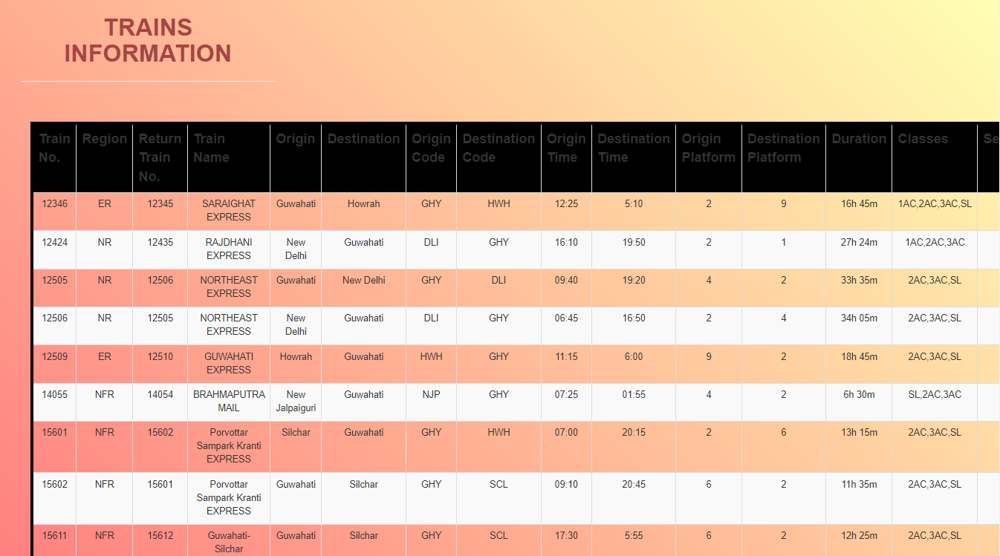 TRAINS
INFORMATION
Train No. Region Return Train No. Train Name Origin Destination Origin Code Destination Code Origin Time Destination Time Origin Platform Destination Platform Duration Classes Se
12346 ER 12345 SARAIGHAT EXPRESS Guwahati Howrah GHY HWH 12:25 5:10 2 9 16h 45m 1AC,2AC,3AC,SL
12424 NR 12435 RAJDHANI EXPRESS New Delhi Guwahati DLI GHY 16:10 19:50 2 1 27h 24m 1AC,2AC,3AC
12505 NR 12506 NORTHEAST EXPRESS Guwahati New Delhi GHY DLI 09:40 19:20 4 2 33h 35m 2AC,3AC,SL
12506 NR 12505 NORTHEAST EXPRESS New Delhi Guwahati DLI GHY 06:45 16:50 2 4 34h 05m 2AC,3AC,SL
12509 ER 12510 GUWAHATI EXPRESS Howrah Guwahati HWH GHY 11:15 6:00 9 2 18h 45m 2AC,3AC,SL
14055 NFR 14054 BRAHMAPUTRA MAIL New Jalpaiguri Guwahati NJP GHY 07:25 01:55 4 2 6h 30m SL,2AC,3AC
15601 NFR 15602 Porvottar Sampark Kranti EXPRESS Silchar Guwahati GHY HWH 07:00 20:15 2 6 13h 15m 2AC,3AC,SL
15602 NFR 15601 Porvottar Sampark Kranti EXPRESS Guwahati Silchar GHY SCL 09:10 20:45 6 2 11h 35m 2AC,3AC,SL
15611 NFR 15612 Guwahati-Silchar Guwahati Silchar GHY SCL 17:30 5:55 6 2 12h 25m 2AC,3AC,SL